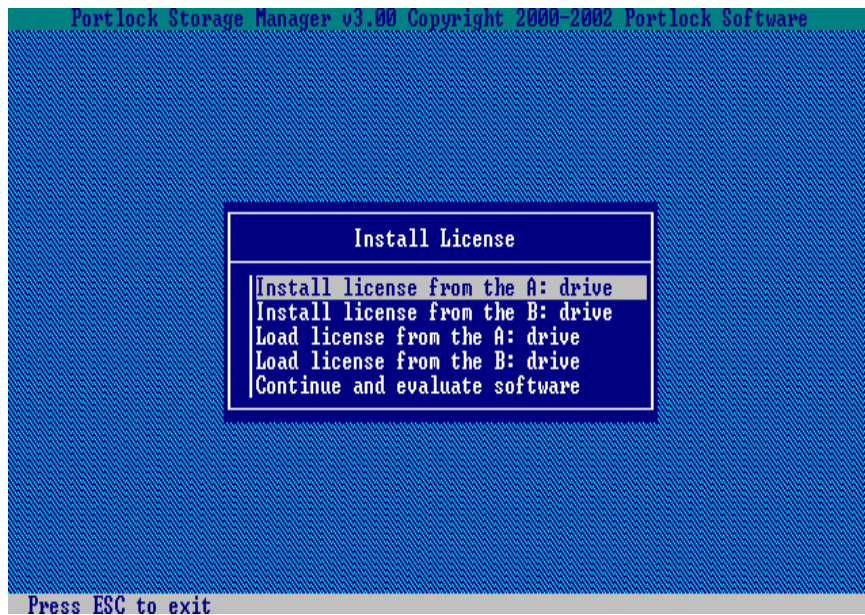 Portlock Storage Manager v3.00 Copyright 2000-2002 Portlock Software
Install License
Install license from the A: drive
Install license from the B: drive
Load license from the A: drive
Load license from the B: drive
Continue and evaluate software
Press ESC to exit